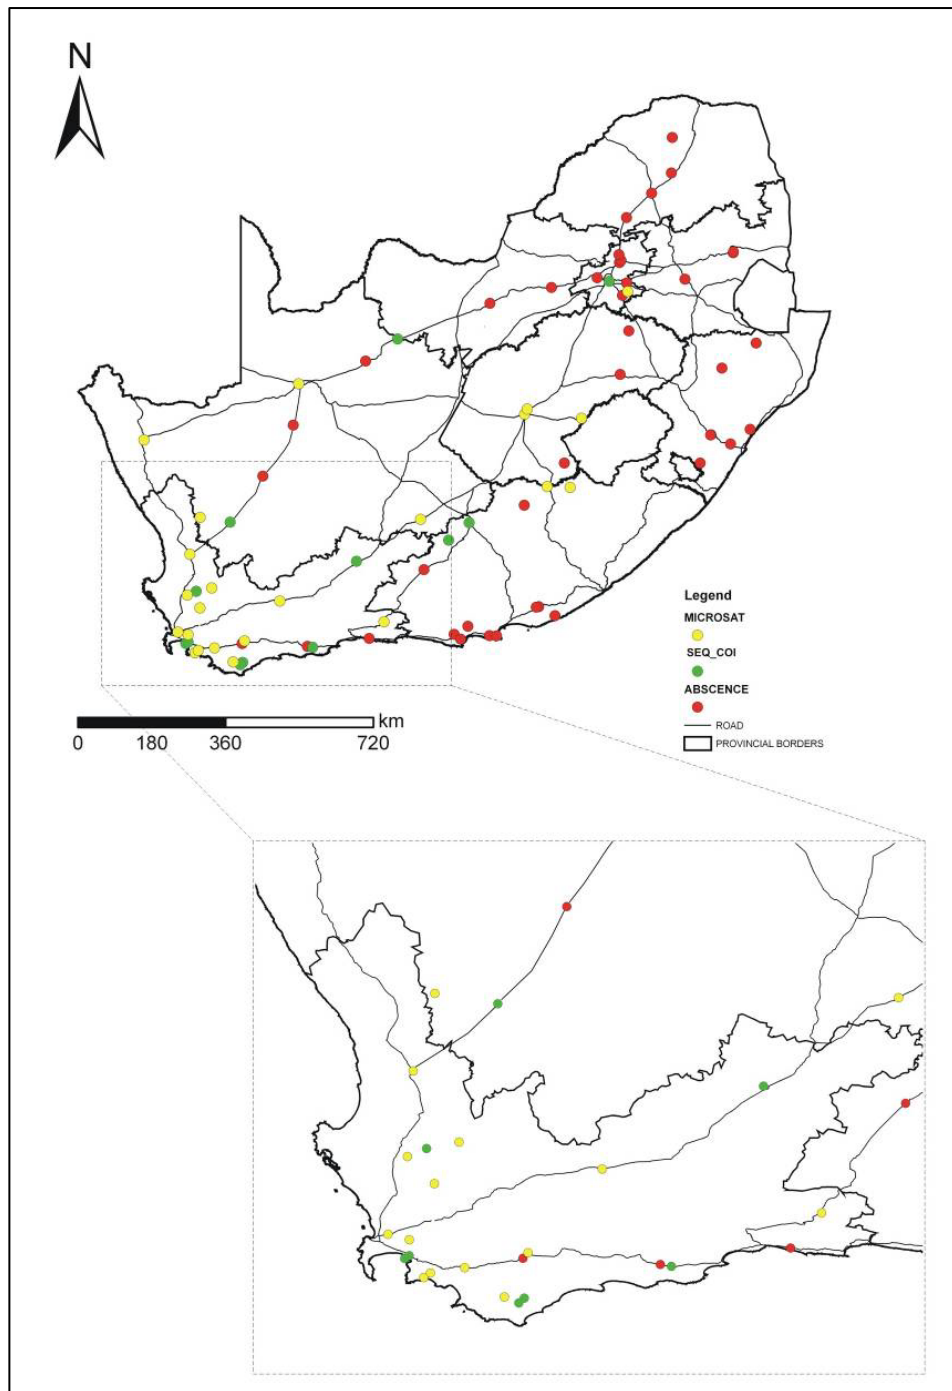 N
Legend
MICROSAT
SEQ_COI
ABSCENCE
ROAD
PROVINCIAL BORDERS
km
0 180 360 720